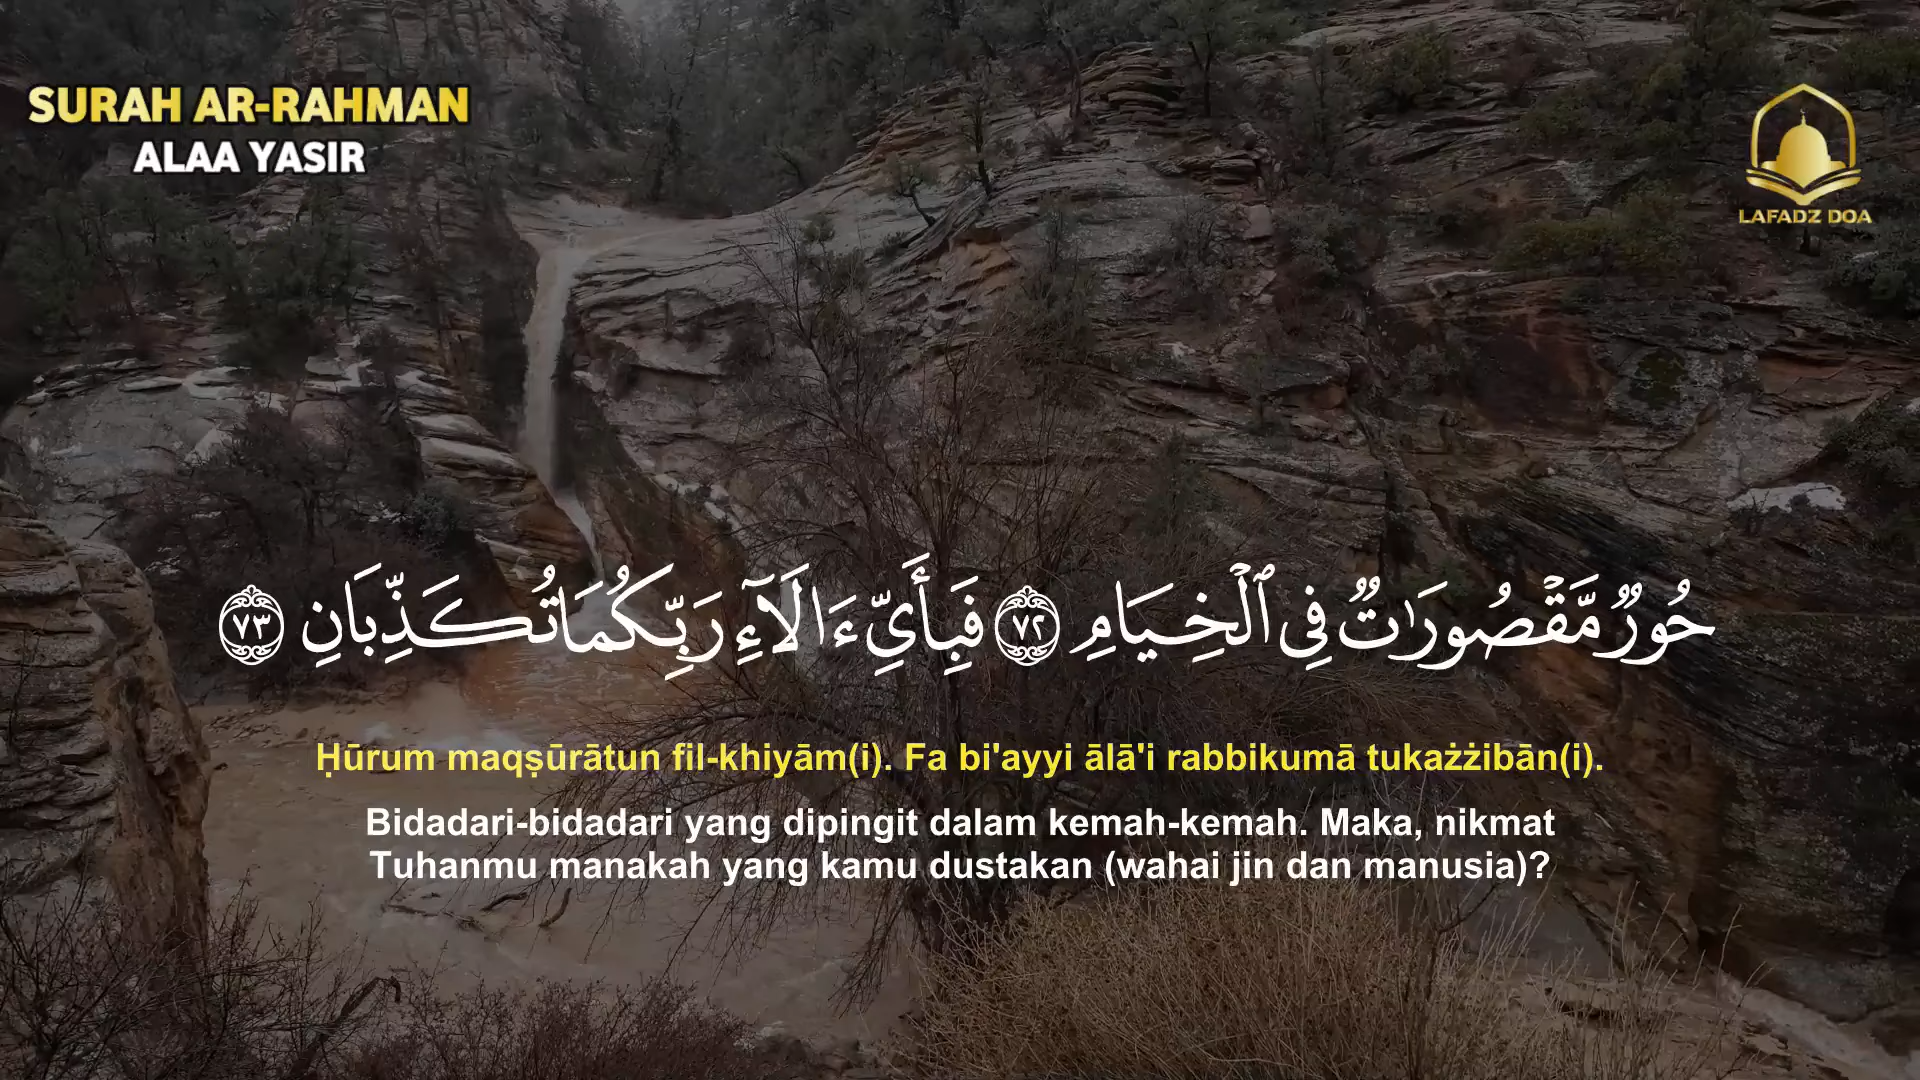 SURAH AR-RAHMAN
ALAA YASIR
LAFADZ DOA
حُورٌ مَّقْصُورَٰتٌ فِى ٱلْخِيَامِ ٧٢ فَبِأَىِّ ءَالَآءِ رَبِّكُمَا تُكَذِّبَانِ ٧٣
Ḥūrum maqṣūrātun fil-khiyām(i). Fa bi'ayyi ālā'i rabbikumā tukażżibān(i).
Bidadari-bidadari yang dipingit dalam kemah-kemah. Maka, nikmat
Tuhanmu manakah yang kamu dustakan (wahai jin dan manusia)?